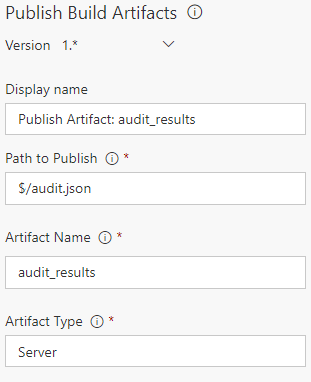 Publish Build Artifacts
Version 1.*
Display name
Publish Artifact: audit_results
Path to Publish *
$/audit.json
Artifact Name *
audit_results
Artifact Type *
Server